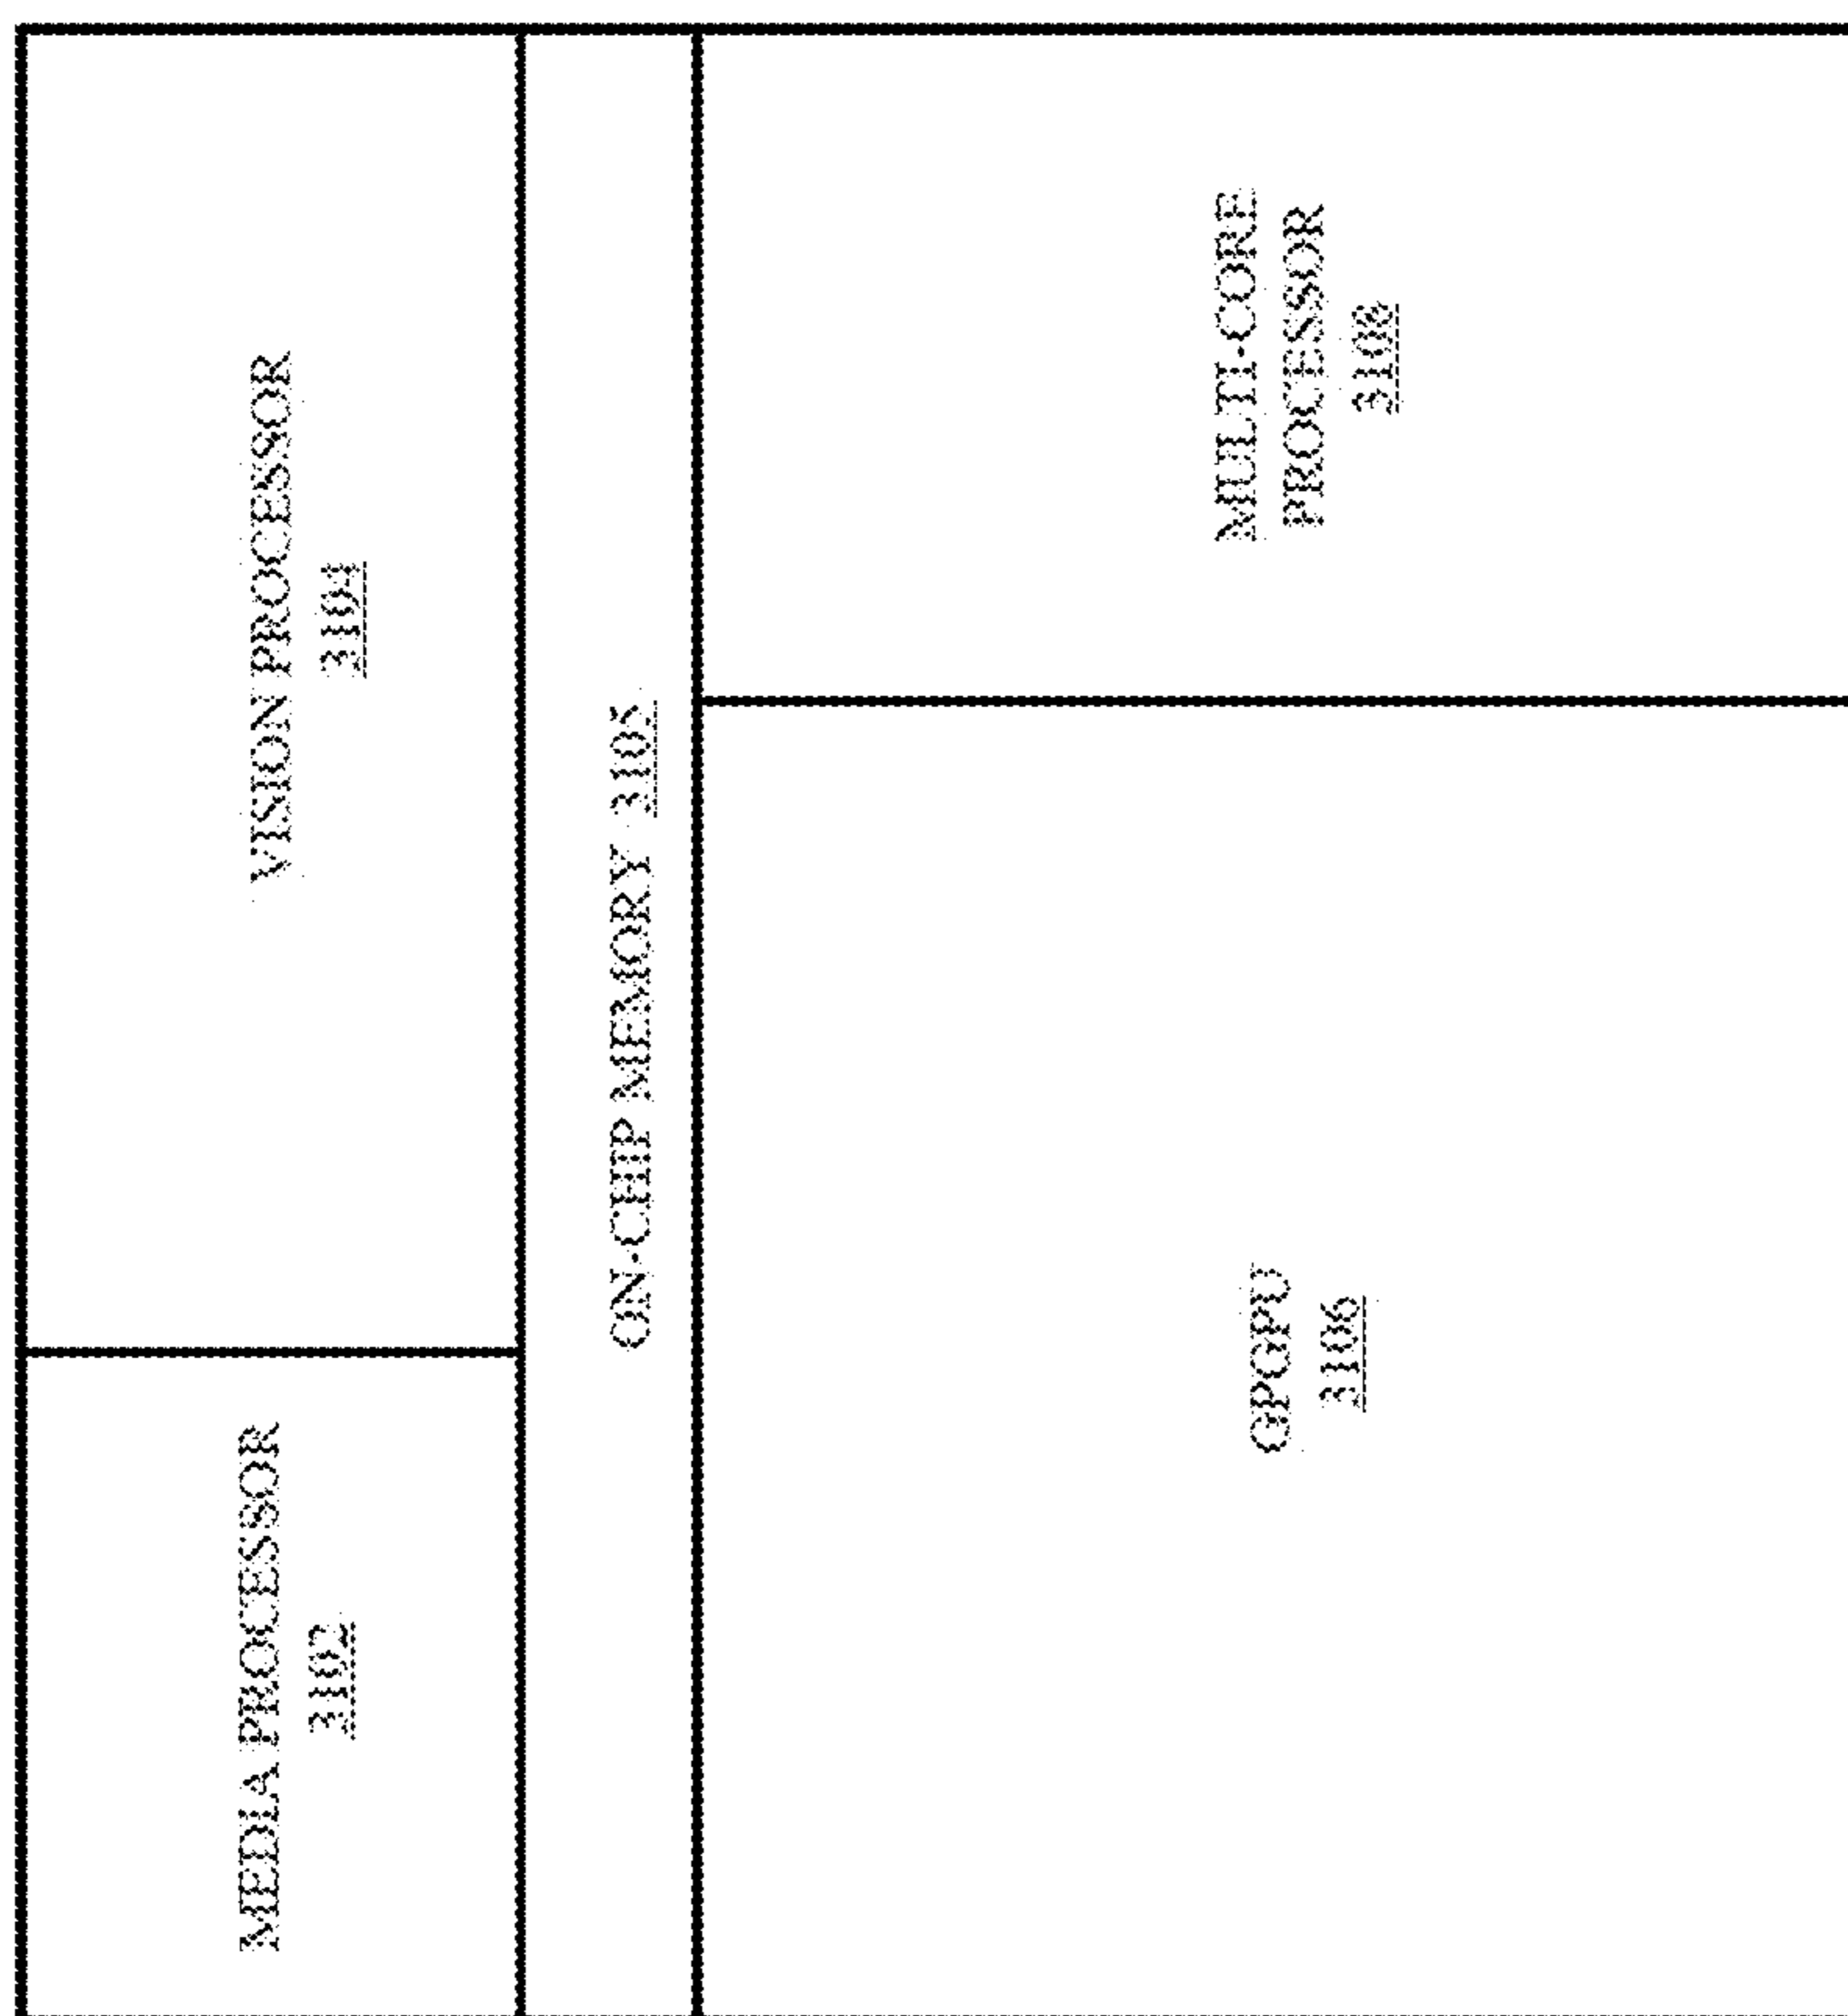 MEDIA PROCESSOR
3102
VISION PROCESSOR
3104
ON-CHIP MEMORY 3105
GPGPU
3106
MULTI-CORE
PROCESSOR
3108